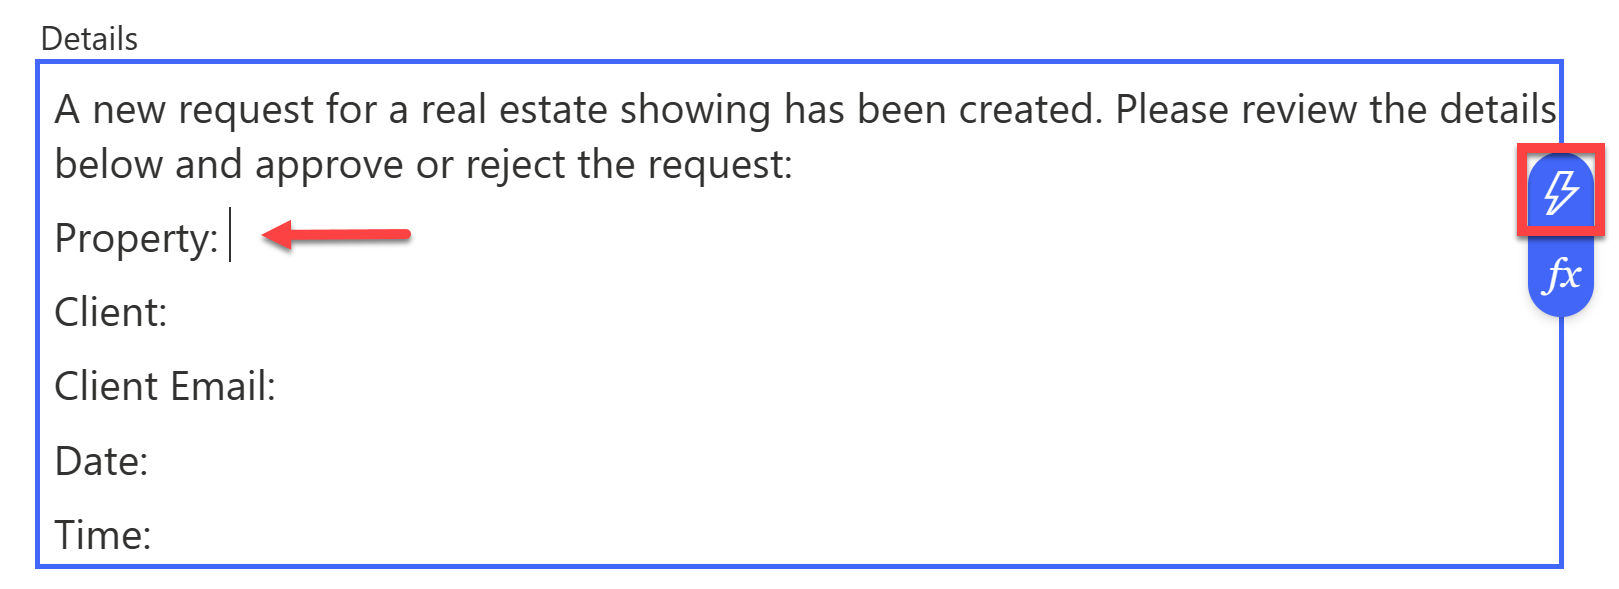 Details
A new request for a real estate showing has been created. Please review the details
below and approve or reject the request:
Property:
Client:
Client Email:
Date:
Time:
fx